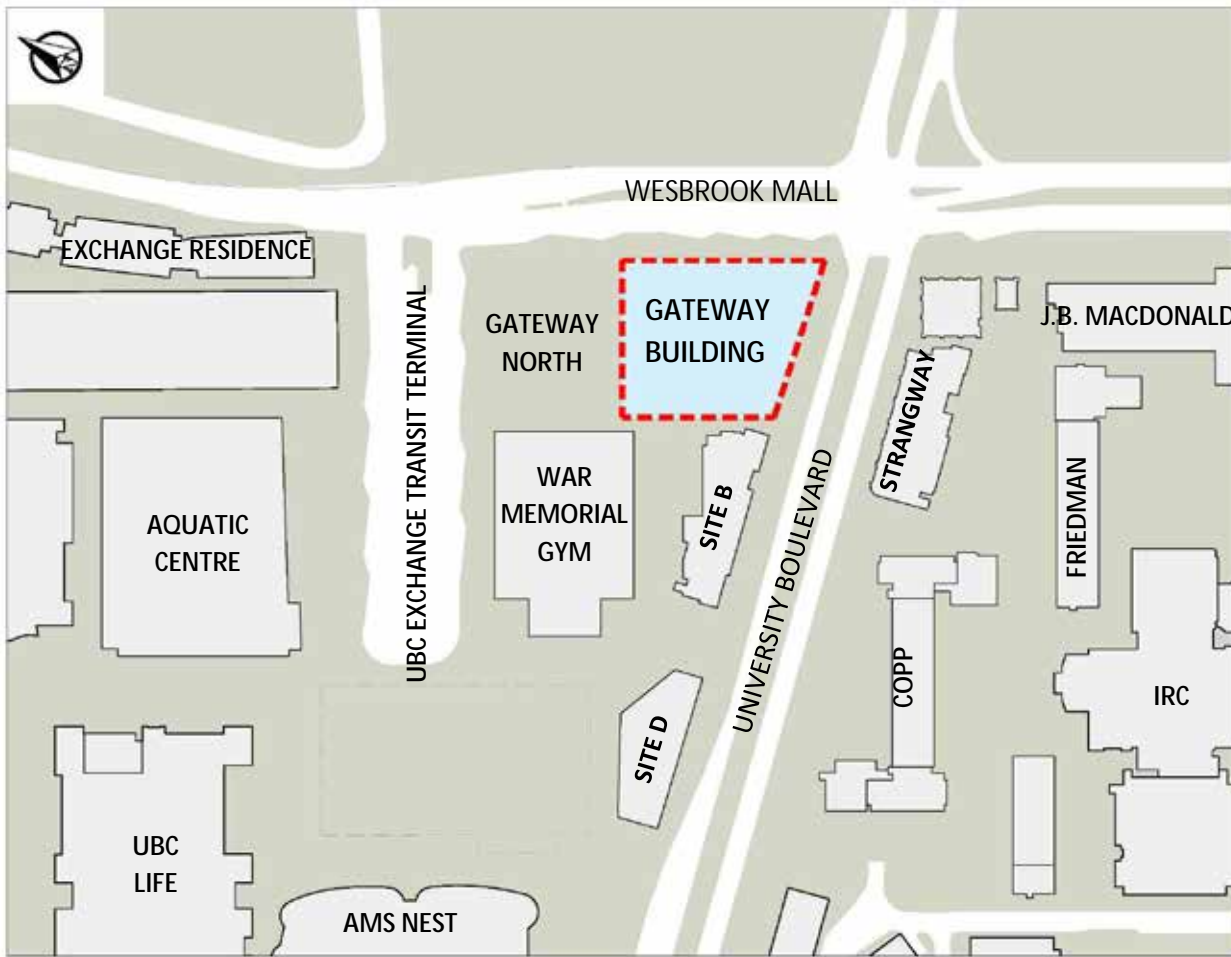 WESBROOK MALL
EXCHANGE RESIDENCE
GATEWAY
BUILDING
J.B. MACDONALD
GATEWAY
NORTH
UBC EXCHANGE TRANSIT TERMINAL
STRANGWAY
WAR
MEMORIAL
GYM
SITE B
AQUATIC
CENTRE
FRIEDMAN
UNIVERSITY BOULEVARD
COPP
IRC
SITE D
UBC
LIFE
AMS NEST